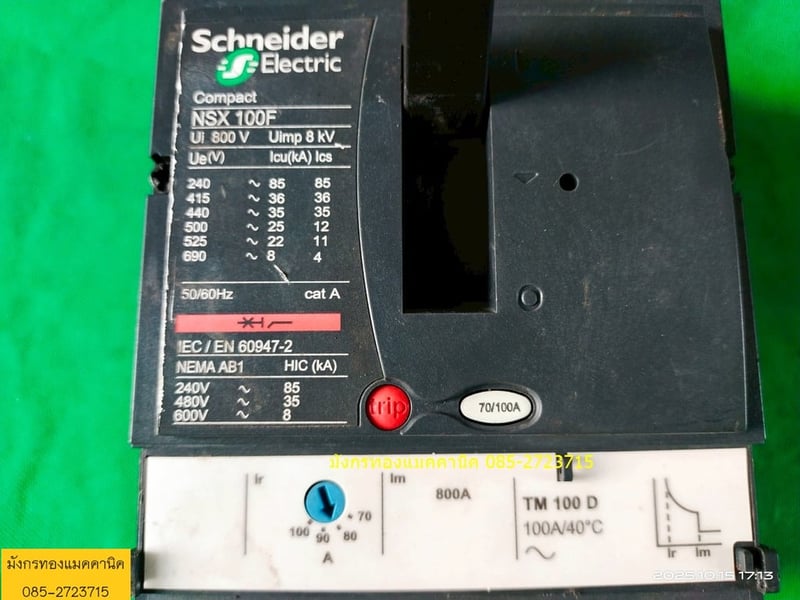 Schneider
Electric
Compact
NSX 100F
Ui 800 V Uimp 8 kV
Ue(V) Icu(kA) Ics
240 ~ 85 85
415 ~ 36 36
440 ~ 35 35
500 ~ 25 12
525 ~ 22 11
690 ~ 8 4
50/60Hz cat A
IEC / EN 60947-2
NEMA AB1 HIC (kA)
240V ~ 85
480V ~ 35
600V ~ 8
trip
70/100A
มังกรทองแมคคานิค 085-2723715
Ir
100 90 80 70
A
Im
800A
TM 100 D
100A/40°C
~
Ir Im
มังกรทองแมคคานิค
085-2723715
2025.10.15 17:13